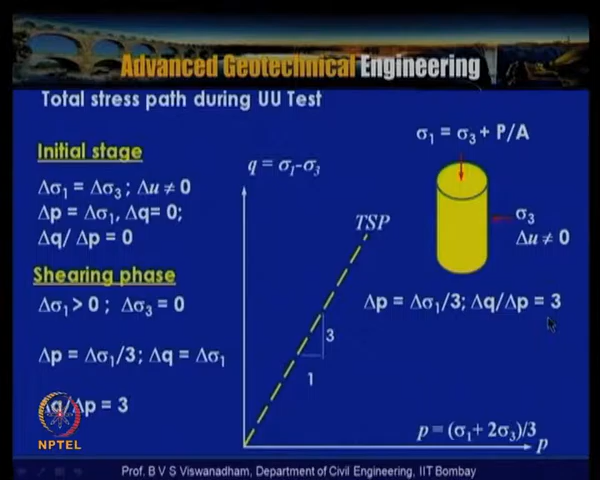 Advanced Geotechnical Engineering
Total stress path during UU Test
Initial stage
Δσ1 = Δσ3 ; Δu ≠ 0
Δp = Δσ1, Δq= 0;
Δq/ Δp = 0
Shearing phase
Δσ1 > 0 ; Δσ3 = 0
Δp = Δσ1/3; Δq = Δσ1
Δq/Δp = 3
q = σ1-σ3
TSP
3
1
σ1 = σ3 + P/A
σ3
Δu ≠ 0
Δp = Δσ1/3; Δq/Δp = 3
p = (σ1+ 2σ3)/3
p
NPTEL
Prof. B V S Viswanadham, Department of Civil Engineering, IIT Bombay